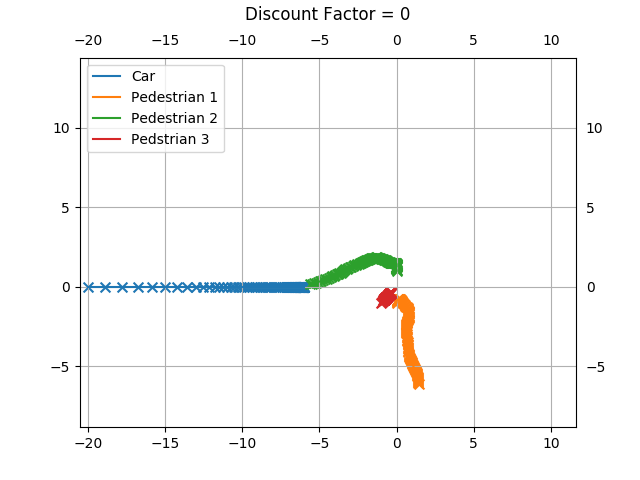 Discount Factor = 0
−20 −15 −10 −5 0 5 10
Car
Pedestrian 1
Pedestrian 2
Pedstrian 3
10 10
5 5
0 0
−5 −5
−20 −15 −10 −5 0 5 10